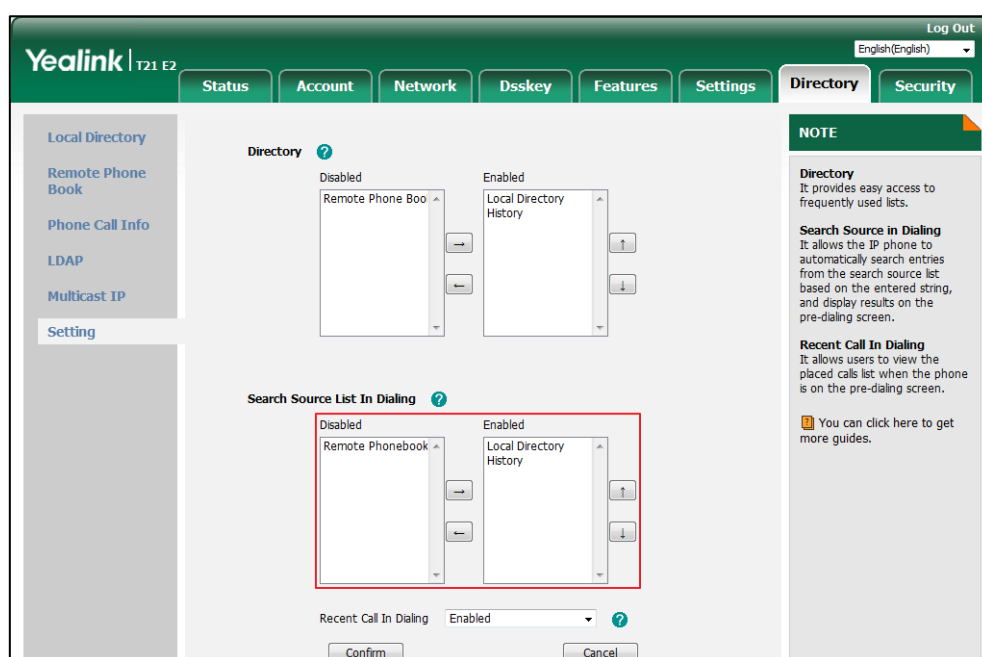 Log Out
English(English)
Yealink | T21 E2
Status Account Network Dsskey Features Settings Directory Security
Local Directory
Remote Phone
Book
Phone Call Info
LDAP
Multicast IP
Setting
Directory ?
Disabled Enabled
Remote Phone Boo
Local Directory
History
→
←
↑
↓
Search Source List In Dialing ?
Disabled Enabled
Remote Phonebook
Local Directory
History
→
←
↑
↓
Recent Call In Dialing Enabled ?
Confirm Cancel
NOTE
Directory
It provides easy access to
frequently used lists.
Search Source in Dialing
It allows the IP phone to
automatically search entries
from the search source list
based on the entered string,
and display results on the
pre-dialing screen.
Recent Call In Dialing
It allows users to view the
placed calls list when the phone
is on the pre-dialing screen.
? You can click here to get
more guides.